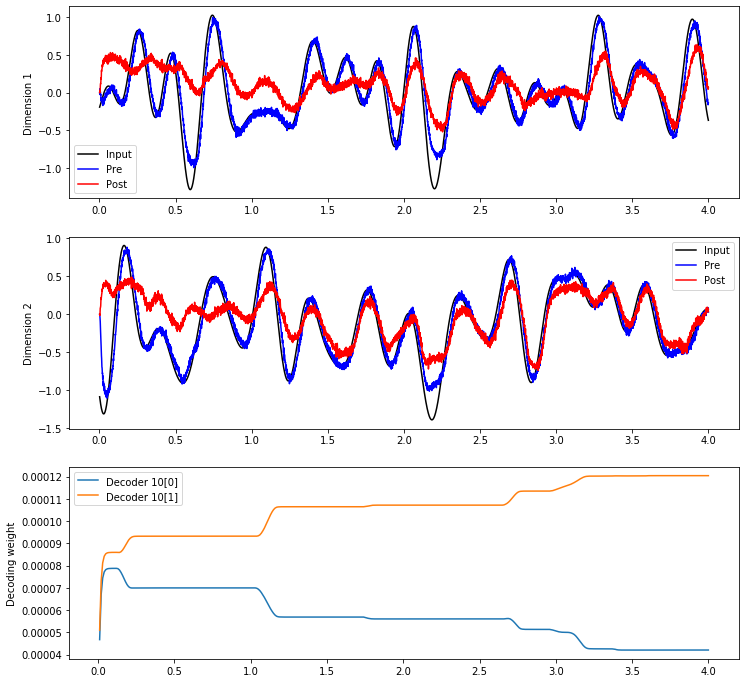 1.0
0.5
0.0
−0.5
−1.0
Dimension 1
Input
Pre
Post
0.0 0.5 1.0 1.5 2.0 2.5 3.0 3.5 4.0
1.0
0.5
0.0
−0.5
−1.0
−1.5
Dimension 2
Input
Pre
Post
0.0 0.5 1.0 1.5 2.0 2.5 3.0 3.5 4.0
0.00012
0.00011
0.00010
0.00009
0.00008
0.00007
0.00006
0.00005
0.00004
Decoding weight
Decoder 10[0]
Decoder 10[1]
0.0 0.5 1.0 1.5 2.0 2.5 3.0 3.5 4.0